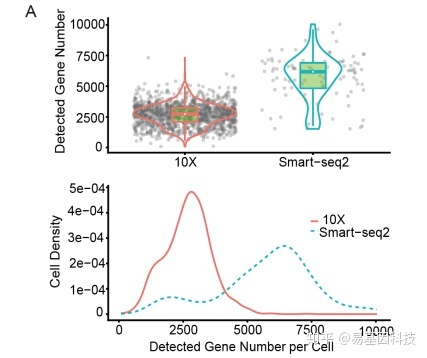 A
Detected Gene Number
10000
7500
5000
2500
0
10X
Smart-seq2
Cell Density
5e-04
4e-04
3e-04
2e-04
1e-04
0
10X
Smart-seq2
0
2500
5000
7500
10000
Detected Gene Number per Cell
知乎 @易基因科技